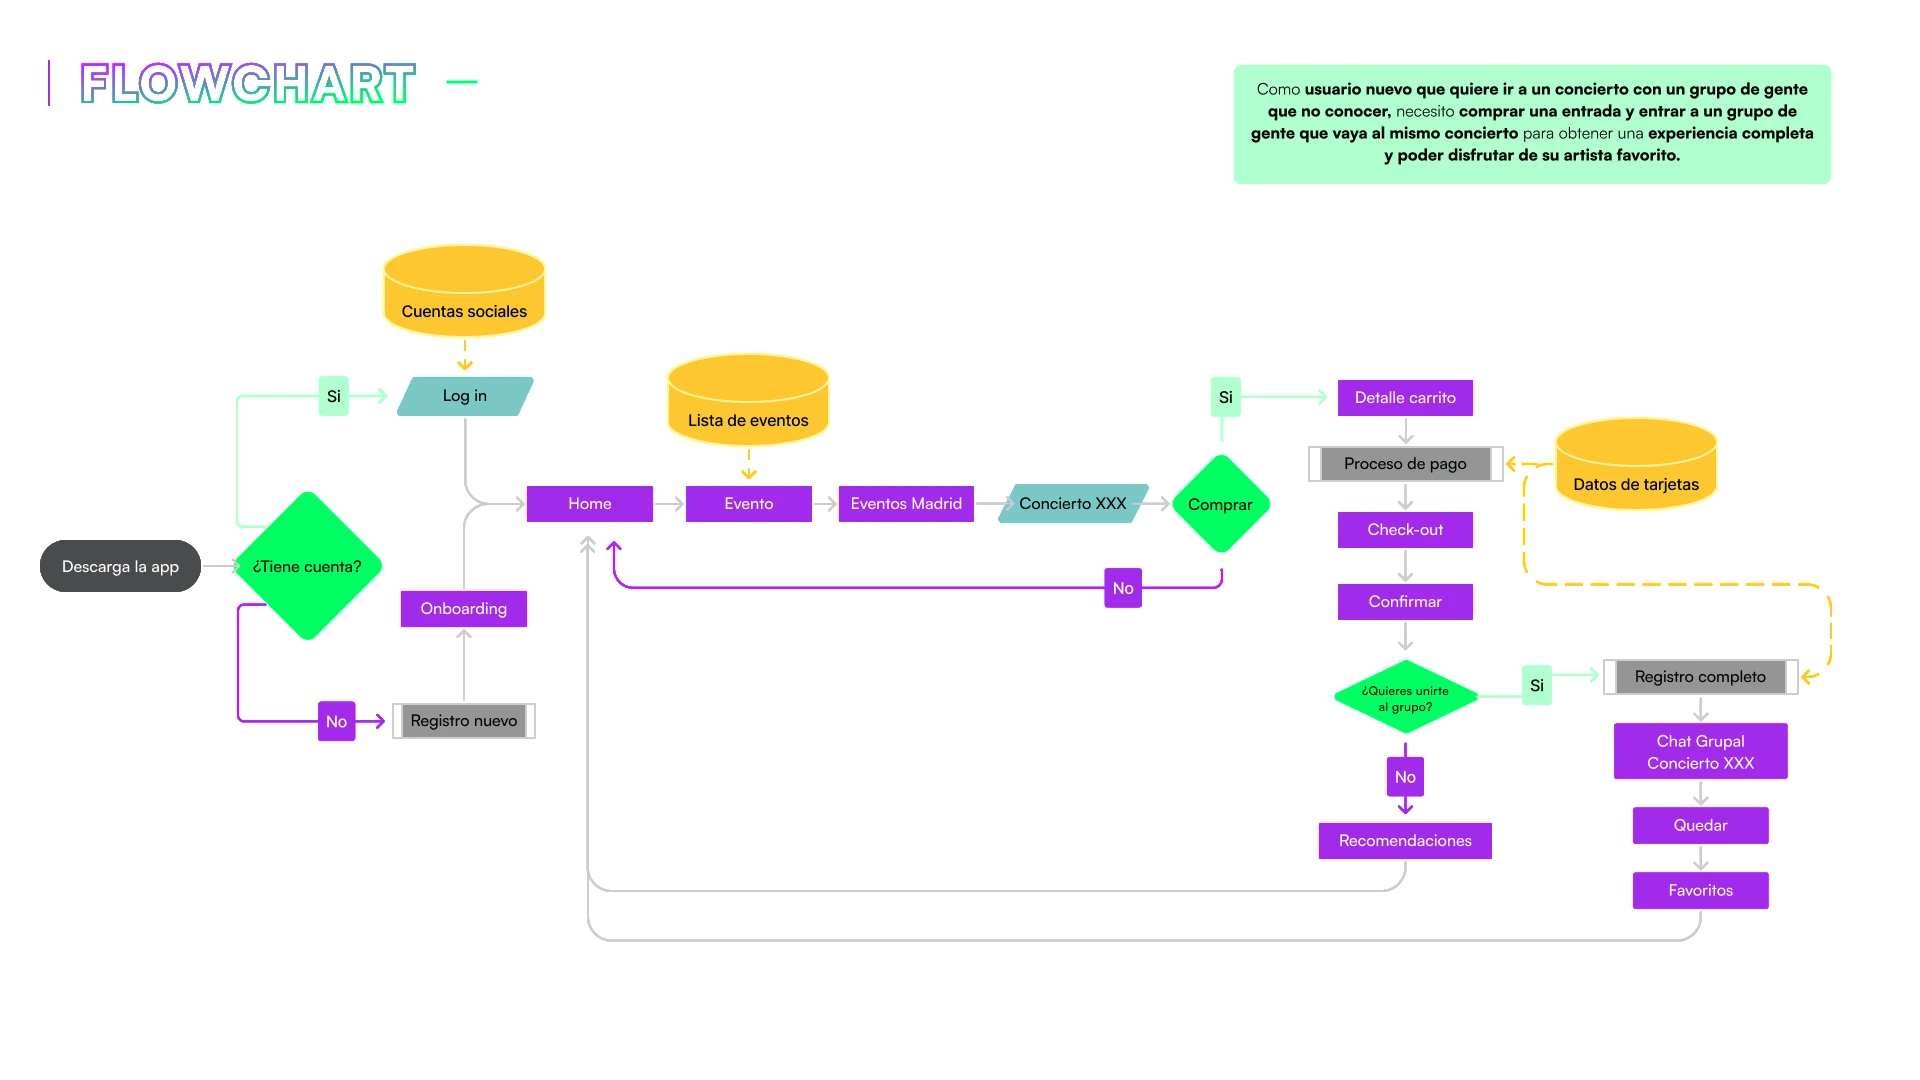 FLOWCHART
Como usuario nuevo que quiere ir a un concierto con un grupo de gente
que no conocer, necesito comprar una entrada y entrar a un grupo de
gente que vaya al mismo concierto para obtener una experiencia completa
y poder disfrutar de su artista favorito.
Cuentas sociales
Si
Log in
Lista de eventos
Descarga la app
¿Tiene cuenta?
No
Registro nuevo
Onboarding
Home
Evento
Eventos Madrid
Concierto XXX
Comprar
No
Si
Detalle carrito
Proceso de pago
Datos de tarjetas
Check-out
Confirmar
¿Quieres unirte
al grupo?
Si
Registro completo
No
Recomendaciones
Chat Grupal
Concierto XXX
Quedar
Favoritos